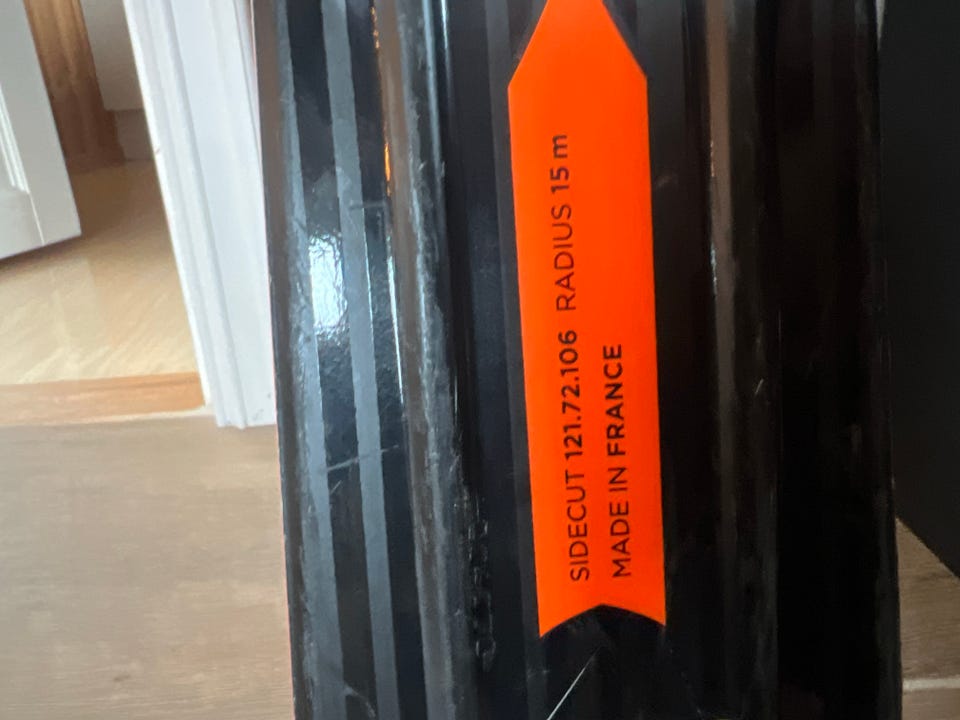 SIDECUT 121.72.106 RADIUS 15 m
MADE IN FRANCE